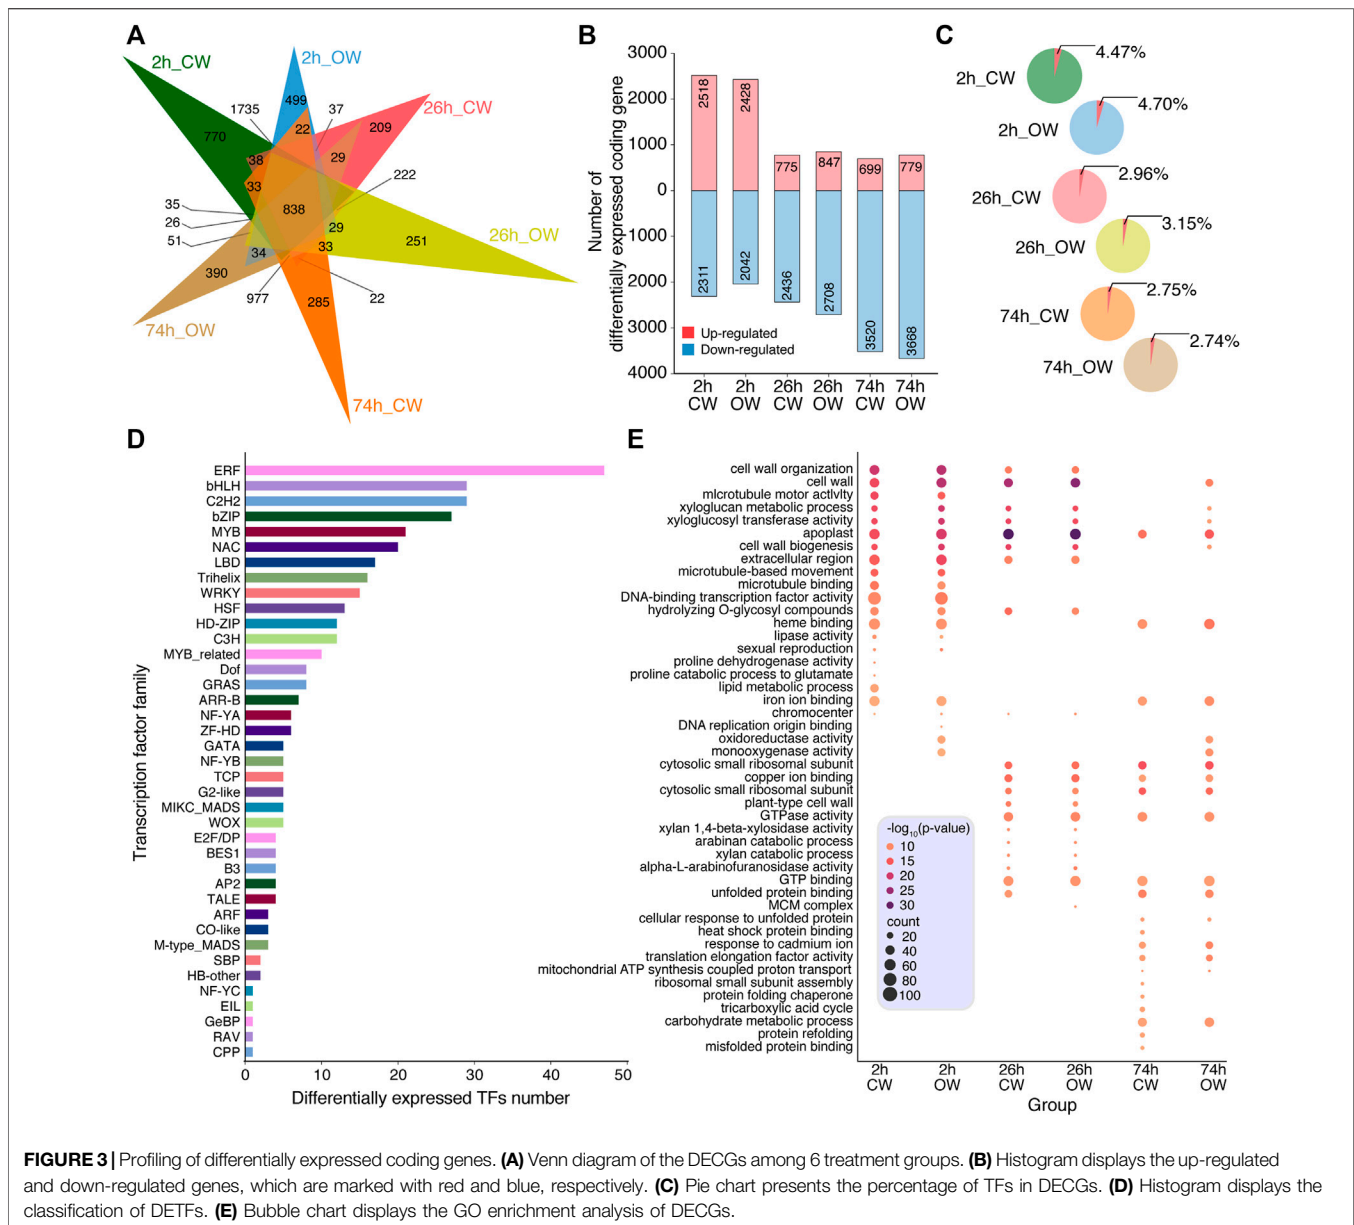 A
2h_CW
2h_OW
26h_CW
26h_OW
74h_CW
74h_OW
1735
499
37
209
770
22
29
38
222
33
35
838
26
29
51
33
251
34
390
977
285
22
B
Number of
differentially expressed coding gene
3000
2000
1000
0
1000
2000
3000
4000
2518
2428
775
847
699
779
2311
2042
2436
2708
3520
3668
Up-regulated
Down-regulated
2h CW
2h OW
26h CW
26h OW
74h CW
74h OW
C
2h_CW 4.47%
2h_OW 4.70%
26h_CW 2.96%
26h_OW 3.15%
74h_CW 2.75%
74h_OW 2.74%
D
Transcription factor family
ERF
bHLH
C2H2
bZIP
MYB
NAC
LBD
Trihelix
WRKY
HSF
HD-ZIP
C3H
MYB_related
Dof
GRAS
ARR-B
NF-YA
ZF-HD
GATA
NF-YB
TCP
G2-like
MIKC_MADS
WOX
E2F/DP
BES1
B3
AP2
TALE
ARF
CO-like
M-type_MADS
SBP
HB-other
NF-YC
EIL
GeBP
RAV
CPP
0 10 20 30 40 50
Differentially expressed TFs number
E
cell wall organization
cell wall
mlcrotubule motor activlty
xyloglucan metabolic process
xyloglucosyl transferase activity
apoplast
cell wall biogenesis
extracellular region
microtubule-based movement
microtubule binding
DNA-binding transcription factor activity
hydrolyzing O-glycosyl compounds
heme binding
lipase activity
sexual reproduction
proline dehydrogenase activity
proline catabolic process to glutamate
lipid metabolic process
iron ion binding
chromocenter
DNA replication origin binding
oxidoreductase activity
monooxygenase activity
cytosolic small ribosomal subunit
copper ion binding
cytosolic small ribosomal subunit
plant-type cell wall
GTPase activity
xylan 1,4-beta-xylosidase activity
arabinan catabolic process
xylan catabolic process
alpha-L-arabinofuranosidase activity
GTP binding
unfolded protein binding
MCM complex
cellular response to unfolded protein
heat shock protein binding
response to cadmium ion
translation elongation factor activity
mitochondrial ATP synthesis coupled proton transport
ribosomal small subunit assembly
protein folding chaperone
tricarboxylic acid cycle
carbohydrate metabolic process
protein refolding
misfolded protein binding
-log10(p-value)
10
15
20
25
30
count
20
40
60
80
100
2h CW
2h OW
26h CW
26h OW
74h CW
74h OW
Group
FIGURE 3 | Profiling of differentially expressed coding genes. (A) Venn diagram of the DECGs among 6 treatment groups. (B) Histogram displays the up-regulated
and down-regulated genes, which are marked with red and blue, respectively. (C) Pie chart presents the percentage of TFs in DECGs. (D) Histogram displays the
classification of DETFs. (E) Bubble chart displays the GO enrichment analysis of DECGs.